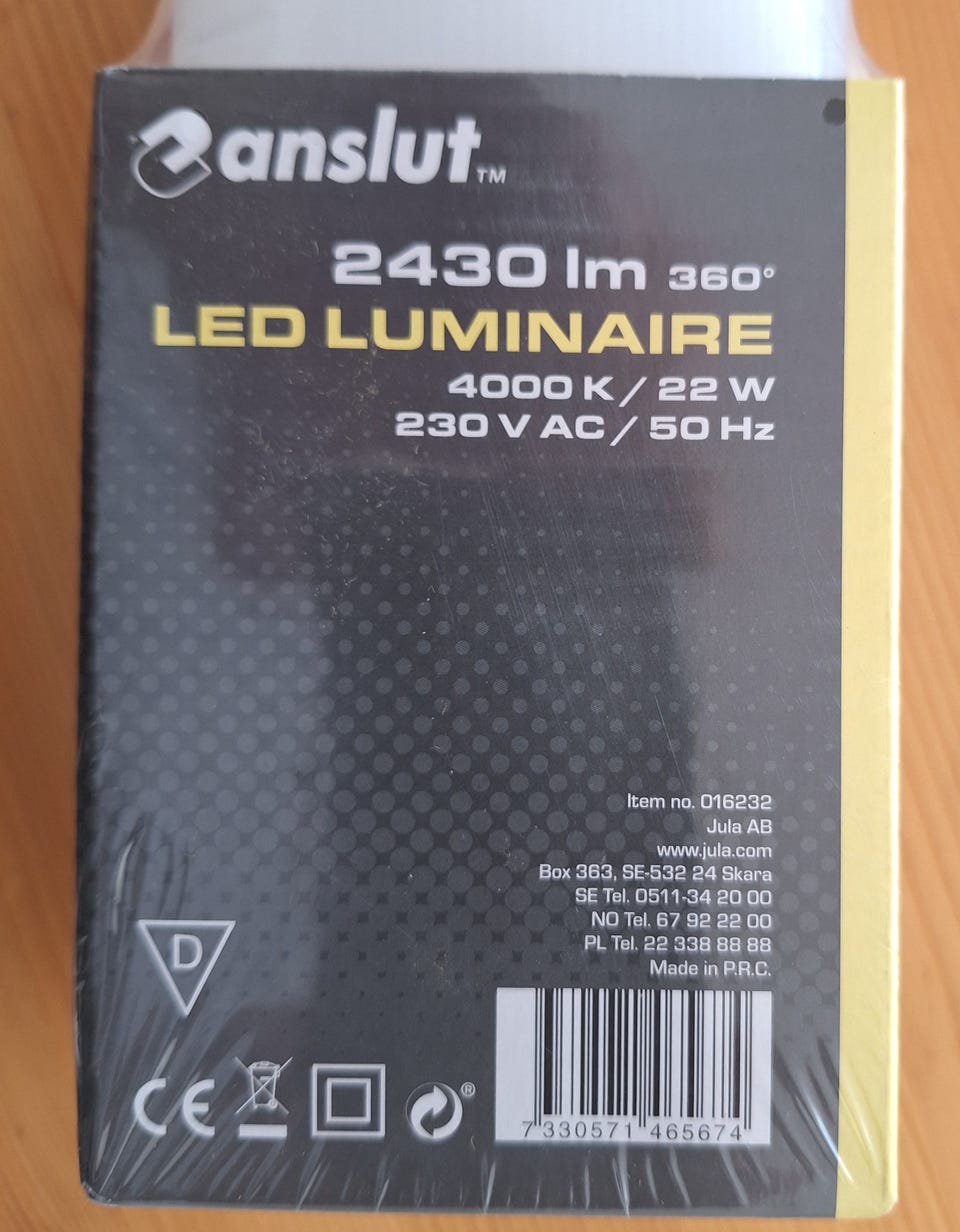 anslut™
2430 lm 360°
LED LUMINAIRE
4000 K / 22 W
230 V AC / 50 Hz
Item no. 016232
Jula AB
www.jula.com
Box 363, SE-532 24 Skara
SE Tel. 0511-34 20 00
NO Tel. 67 92 22 00
PL Tel. 22 338 88 88
Made in P.R.C.
D
CE ®
7 330571 465674